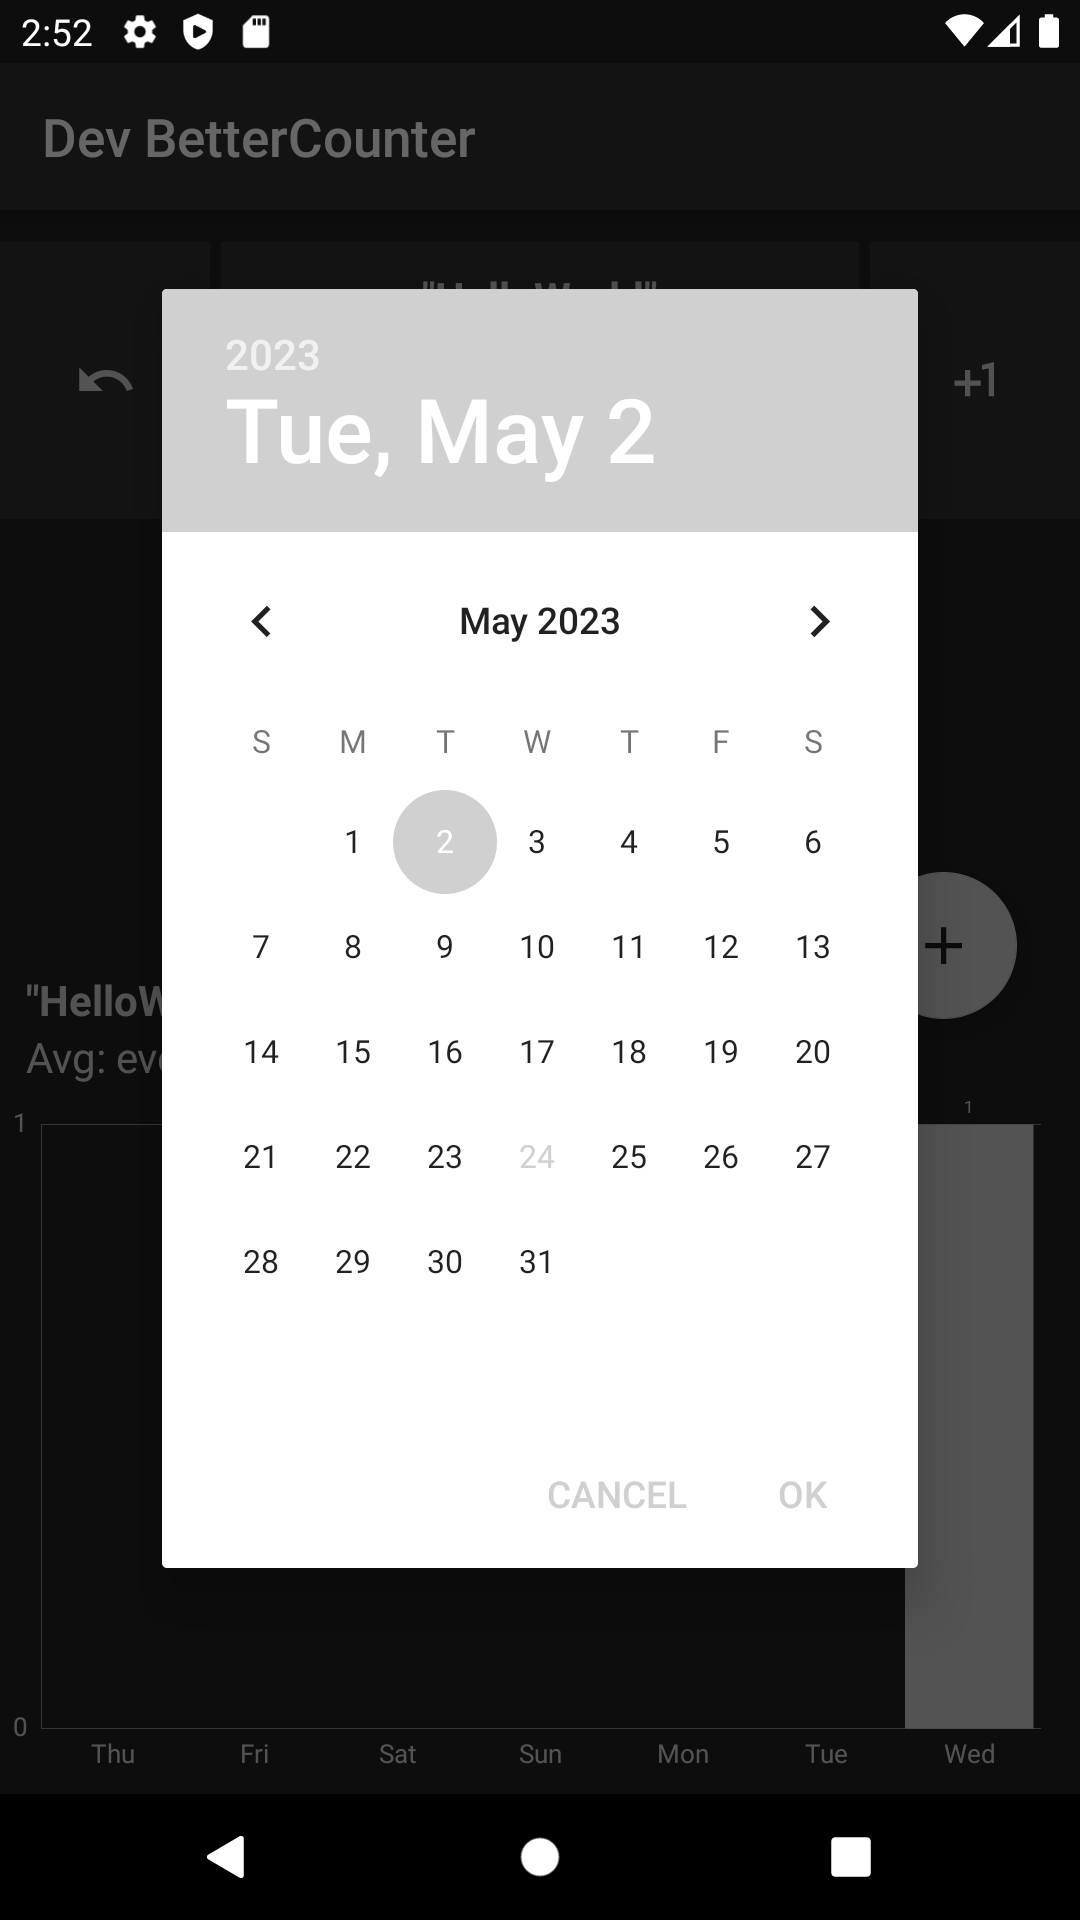 2:52
Dev BetterCounter
+1
2023
Tue, May 2
May 2023
S M T W T F S
1 2 3 4 5 6
7 8 9 10 11 12 13
14 15 16 17 18 19 20
21 22 23 24 25 26 27
28 29 30 31
CANCEL OK
"HelloW
Avg: eve
1
1
0
Thu Fri Sat Sun Mon Tue Wed